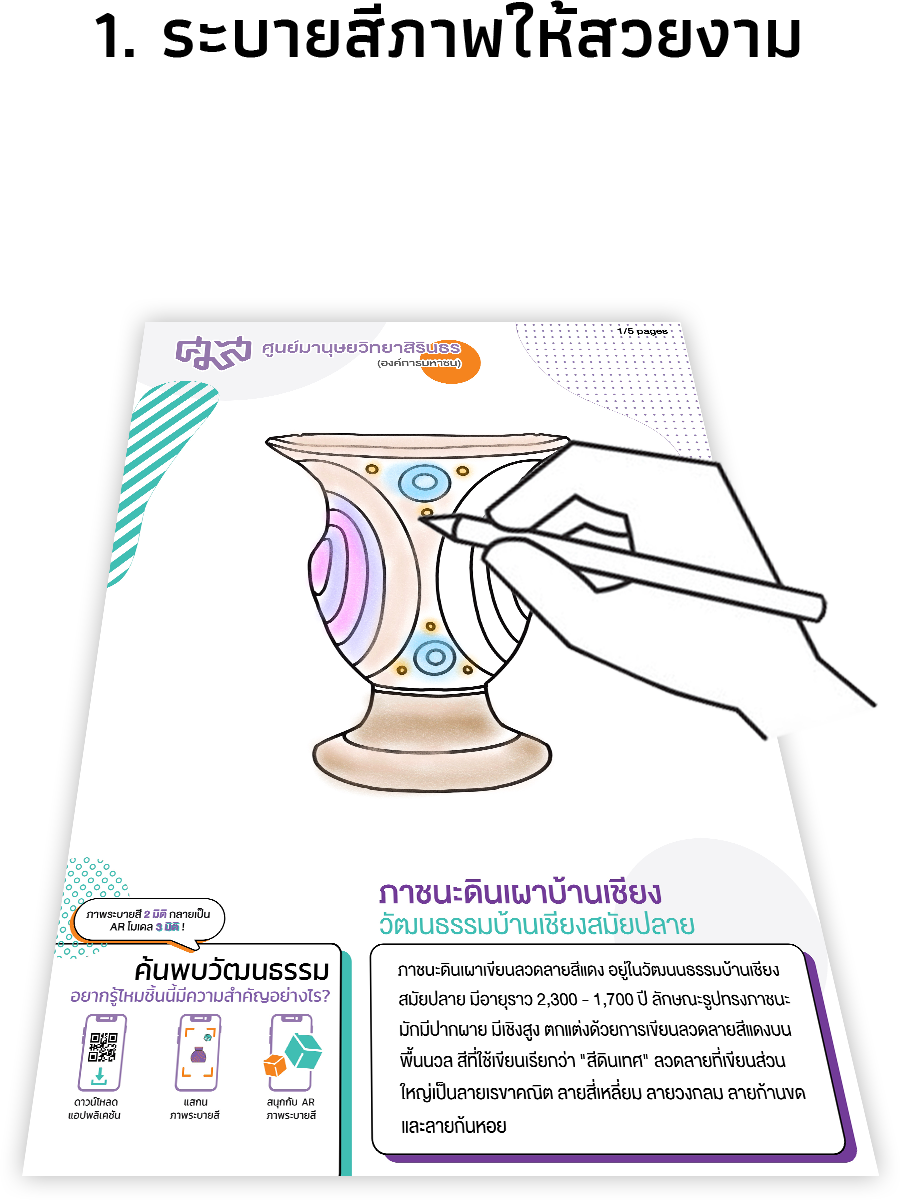 1. ระบายสีภาพให้สวยงาม
1/5 pages
ศูนย์มานุษยวิทยาสิรินธร
(องค์การมหาชน)
ภาชนะดินเผาบ้านเชียง
วัฒนธรรมบ้านเชียงสมัยปลาย
ภาพระบายสี 2 มิติ กลายเป็น
AR โมเดล 3 มิติ !
ค้นพบวัฒนธรรม
อยากรู้ไหมชิ้นนี้มีความสำคัญอย่างไร?
ดาวน์โหลด
แอปพลิเคชัน
แสกน
ภาพระบายสี
สนุกกับ AR
ภาพระบายสี
ภาชนะดินเผาเขียนลวดลายสีแดง อยู่ในวัฒนนธรรมบ้านเชียง
สมัยปลาย มีอายุราว 2,300 - 1,700 ปี ลักษณะรูปทรงภาชนะ
มักมีปากผาย มีเชิงสูง ตกแต่งด้วยการเขียนลวดลายสีแดงบน
พื้นนวล สีที่ใช้เขียนเรียกว่า "สีดินเทศ" ลวดลายที่เขียนส่วน
ใหญ่เป็นลายเรขาคณิต ลายสี่เหลี่ยม ลายวงกลม ลายก้านขด
และลายก้นหอย